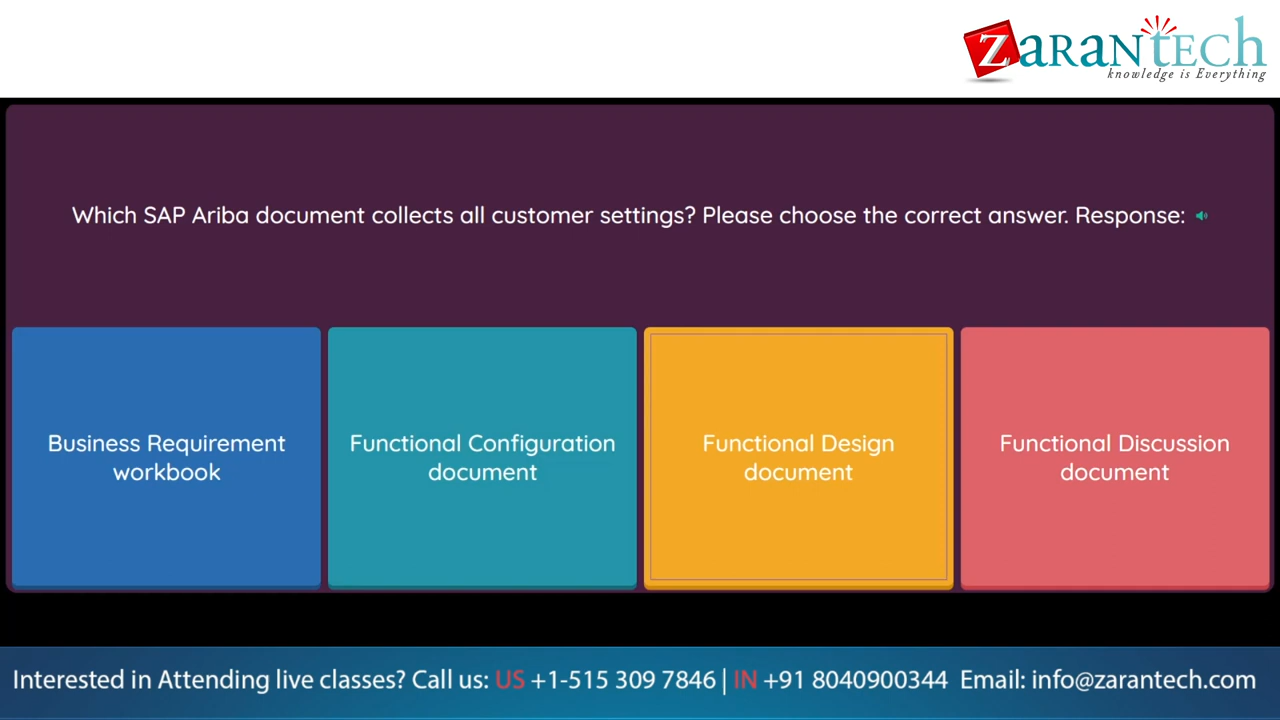 ZARANTECH
knowledge is Everything
Which SAP Ariba document collects all customer settings? Please choose the correct answer. Response:
Business Requirement
workbook
Functional Configuration
document
Functional Design
document
Functional Discussion
document
Interested in Attending live classes? Call us: US +1-515 309 7846 | IN +91 8040900344 Email: info@zarantech.com